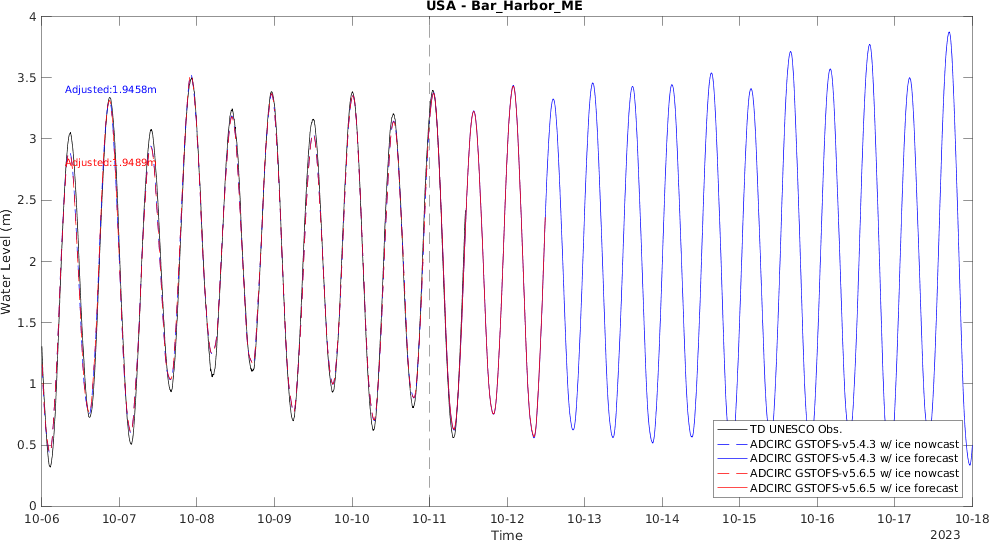 USA - Bar_Harbor_ME
4
3.5
3
2.5
2
1.5
1
0.5
0
Water Level (m)
Adjusted:1.9458m
Adjusted:1.9489m
TD UNESCO Obs.
ADCIRC GSTOFS-v5.4.3 w/ ice nowcast
ADCIRC GSTOFS-v5.4.3 w/ ice forecast
ADCIRC GSTOFS-v5.6.5 w/ ice nowcast
ADCIRC GSTOFS-v5.6.5 w/ ice forecast
10-06 10-07 10-08 10-09 10-10 10-11 10-12 10-13 10-14 10-15 10-16 10-17 10-18
Time
2023